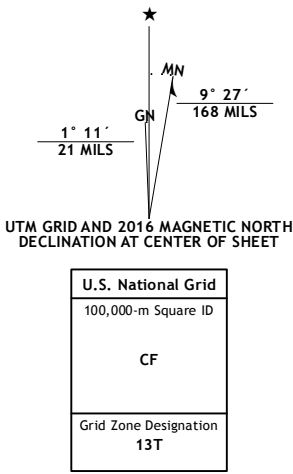 MN
9° 27´
168 MILS
GN
1° 11´
21 MILS
UTM GRID AND 2016 MAGNETIC NORTH
DECLINATION AT CENTER OF SHEET
U.S. National Grid
100,000-m Square ID
CF
Grid Zone Designation
13T